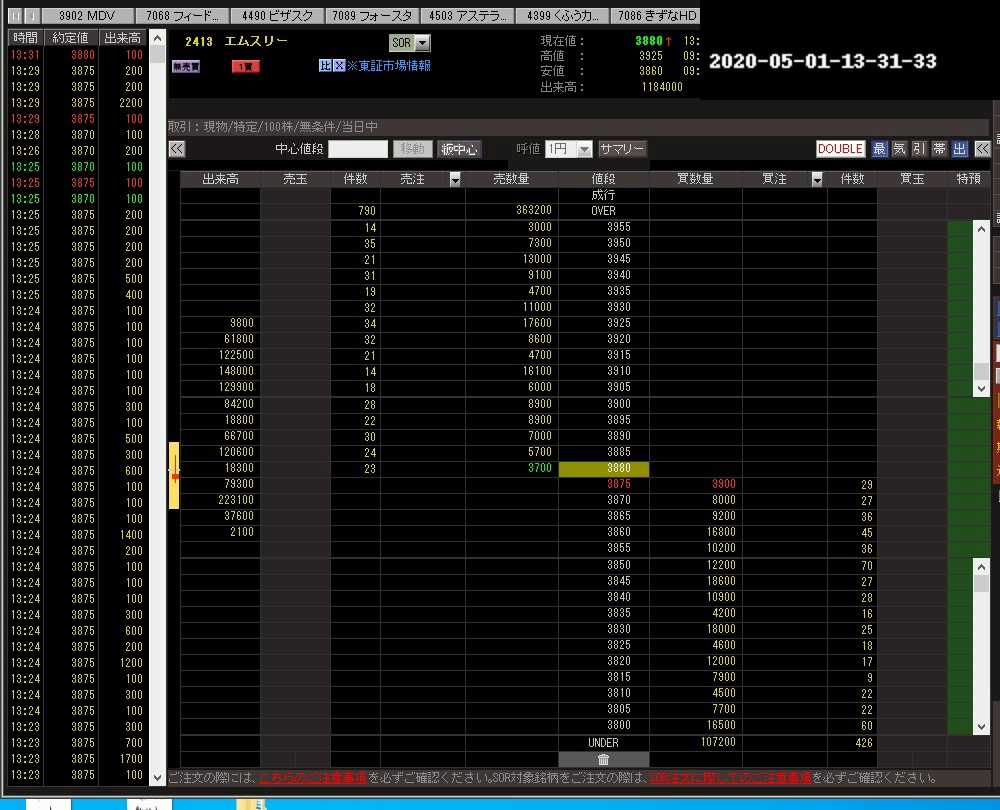 3902 MDV 7068 フィード… 4490 ビザスク 7089 フォースタ 4503 アステラ… 4399 くふうカ… 7086 きずなHD
時間 約定値 出来高
13:31 3880 100
13:29 3875 200
13:29 3875 200
13:29 3875 2200
13:29 3875 100
13:28 3870 100
13:26 3870 200
13:25 3870 100
13:25 3875 100
13:25 3870 100
13:25 3875 200
13:25 3875 200
13:25 3875 200
13:25 3875 200
13:25 3875 500
13:25 3875 400
13:24 3875 100
13:24 3875 100
13:24 3875 100
13:24 3875 100
13:24 3875 100
13:24 3875 100
13:24 3875 300
13:24 3875 100
13:24 3875 500
13:24 3875 300
13:24 3875 600
13:24 3875 100
13:24 3875 100
13:24 3875 100
13:24 3875 1400
13:24 3875 200
13:24 3875 100
13:24 3875 100
13:24 3875 100
13:24 3875 300
13:24 3875 600
13:24 3875 200
13:24 3875 1200
13:24 3875 100
13:24 3875 300
13:24 3875 100
13:23 3875 300
13:23 3875 700
13:23 3875 1700
13:23 3875 100
2413 エムスリー SOR
無売買 1買 比 X ※東証市場情報
現在値: 3880↑ 13:
高値 : 3925 09:
安値 : 3860 09:
出来高: 1184000
2020-05-01-13-31-33
取引:現物/特定/100株/無条件/当日中
中心値段 移動 板中心 呼値 1円 サマリー DOUBLE 最 気 引 帯 出
出来高 売玉 件数 売注 売数量 値段 買数量 買注 件数 買玉 特預
成行
790 363200 OVER
14 3000 3955
35 7300 3950
21 13000 3945
31 9100 3940
19 4700 3935
32 11000 3930
9800 34 17600 3925
61800 32 8600 3920
122500 21 4700 3915
148000 14 16100 3910
129900 18 6000 3905
84200 28 8900 3900
18800 22 8900 3895
66700 30 7000 3890
120600 24 5700 3885
18300 23 3700 3880
79300 3875 3900 29
223100 3870 8000 27
37600 3865 9200 36
2100 3860 16800 45
3855 10200 36
3850 12200 70
3845 18600 27
3840 10900 28
3835 4200 16
3830 18000 25
3825 4600 18
3820 12000 17
3815 7900 9
3810 4500 22
3805 7700 22
3800 16500 60
UNDER 107200 426
ご注文の際には、こちらのご注意事項を必ずご確認ください。SOR対象銘柄をご注文の際は、SOR注文に際してのご注意事項を必ずご確認ください。